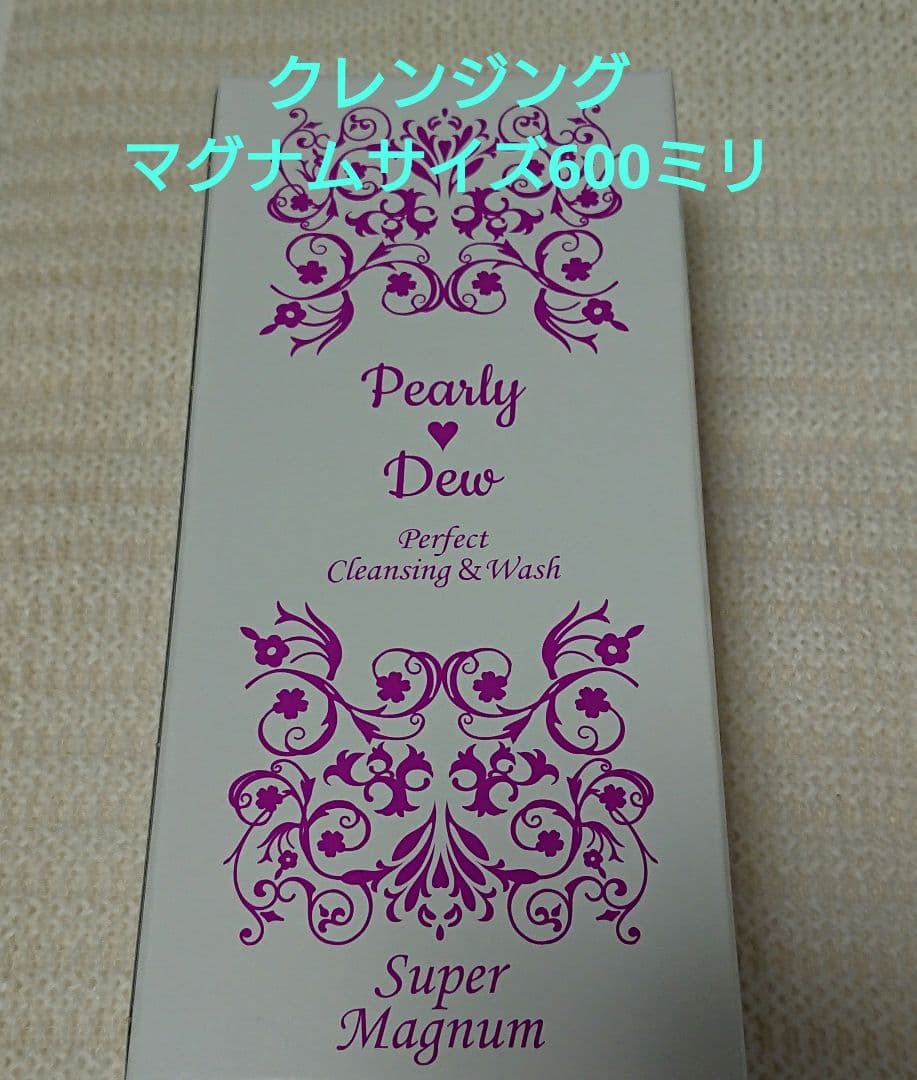 クレンジング
マグナムサイズ600ミリ
Pearly
♥
Dew
Perfect
Cleansing & Wash
Super
Magnum